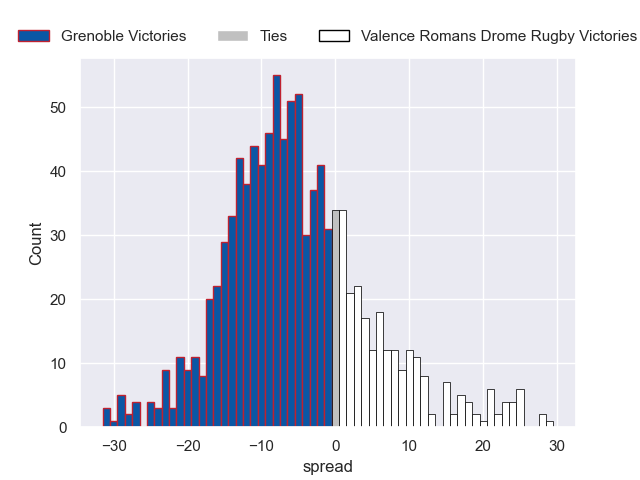 Grenoble Victories Ties Valence Romans Drome Rugby Victories
50
40
30
20
10
0
Count
−30 −20 −10 0 10 20 30
spread